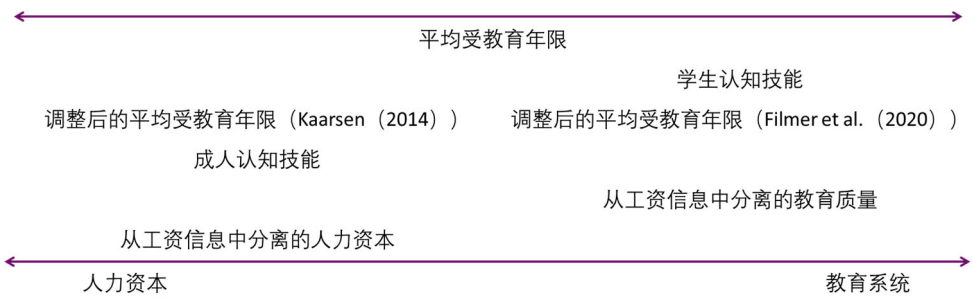 平均受教育年限
学生认知技能
调整后的平均受教育年限（Kaarsen（2014）） 调整后的平均受教育年限（Filmer et al.（2020））
成人认知技能
从工资信息中分离的教育质量
从工资信息中分离的人力资本
人力资本 教育系统